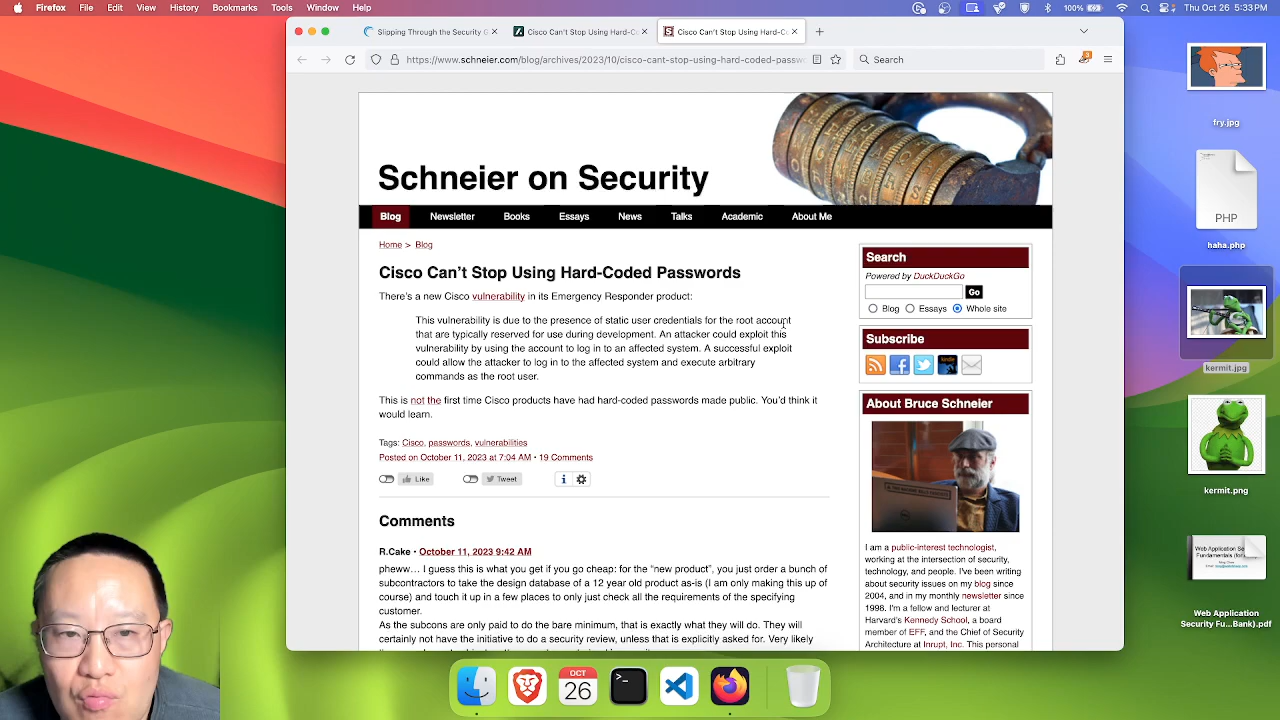 Firefox File Edit View History Bookmarks Tools Window Help 100% Thu Oct 26 5:33 PM
Slipping Through the Security G
Cisco Can't Stop Using Hard-Co
Cisco Can't Stop Using Hard-Co
https://www.schneier.com/blog/archives/2023/10/cisco-cant-stop-using-hard-coded-passw
Search
3
Schneier on Security
Blog Newsletter Books Essays News Talks Academic About Me
Home > Blog
Cisco Can't Stop Using Hard-Coded Passwords
There's a new Cisco vulnerability in its Emergency Responder product:
This vulnerability is due to the presence of static user credentials for the root account
that are typically reserved for use during development. An attacker could exploit this
vulnerability by using the account to log in to an affected system. A successful exploit
could allow the attacker to log in to the affected system and execute arbitrary
commands as the root user.
This is not the first time Cisco products have had hard-coded passwords made public. You'd think it
would learn.
Tags: Cisco, passwords, vulnerabilities
Posted on October 11, 2023 at 7:04 AM • 19 Comments
Like Tweet i
Comments
R.Cake • October 11, 2023 9:42 AM
pheww… I guess this is what you get if you go cheap: for the "new product", you just order a bunch of
subcontractors to take the design database of a 12 year old product as-is (I am only making this up of
course) and touch it up in few places to only just check all the requirements of the specifying
customer.
As the subcons are only paid to do the bare minimum, that is exactly what they will do. They will
certainly not have the initiative to do a security review, unless that is explicitly asked for. Very likely
Search
Powered by DuckDuckGo
Go
Blog Essays Whole site
Subscribe
kindle
About Bruce Schneier
I am a public-interest technologist,
working at the intersection of security,
technology, and people. I've been writing
about security issues on my blog since
2004, and in my monthly newsletter since
1998. I'm a fellow and lecturer at
Harvard's Kennedy School, a board
member of EFF, and the Chief of Security
Architecture at Inrupt, Inc. This personal
fry.jpg
PHP
haha.php
kermit.jpg
kermit.png
Web Application Se
Fundamentals (for
Web Application
Security Fu...Bank).pdf
OCT
26
>_